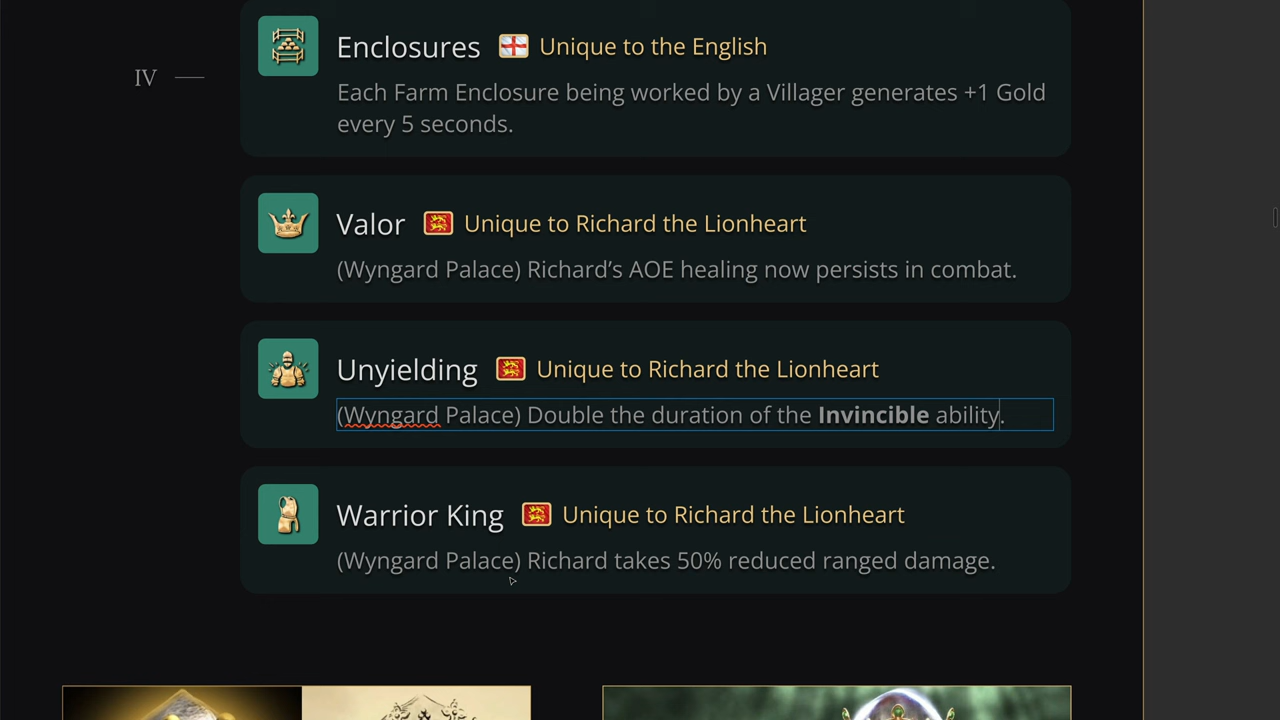 Enclosures Unique to the English
IV —
Each Farm Enclosure being worked by a Villager generates +1 Gold
every 5 seconds.
Valor Unique to Richard the Lionheart
(Wyngard Palace) Richard’s AOE healing now persists in combat.
Unyielding Unique to Richard the Lionheart
(Wyngard Palace) Double the duration of the Invincible ability.
Warrior King Unique to Richard the Lionheart
(Wyngard Palace) Richard takes 50% reduced ranged damage.